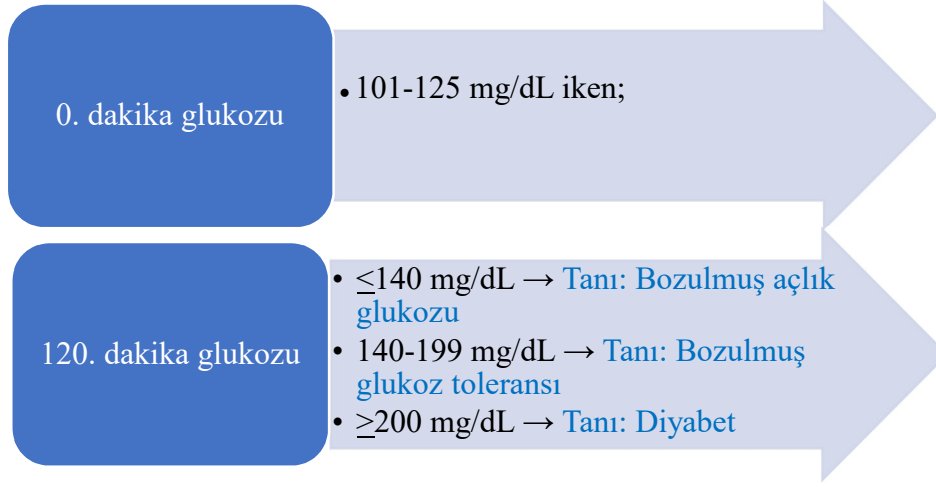 0. dakika glukozu
• 101-125 mg/dL iken;
120. dakika glukozu
• ≤140 mg/dL → Tanı: Bozulmuş açlık
glukozu
• 140-199 mg/dL → Tanı: Bozulmuş
glukoz toleransı
• ≥200 mg/dL → Tanı: Diyabet